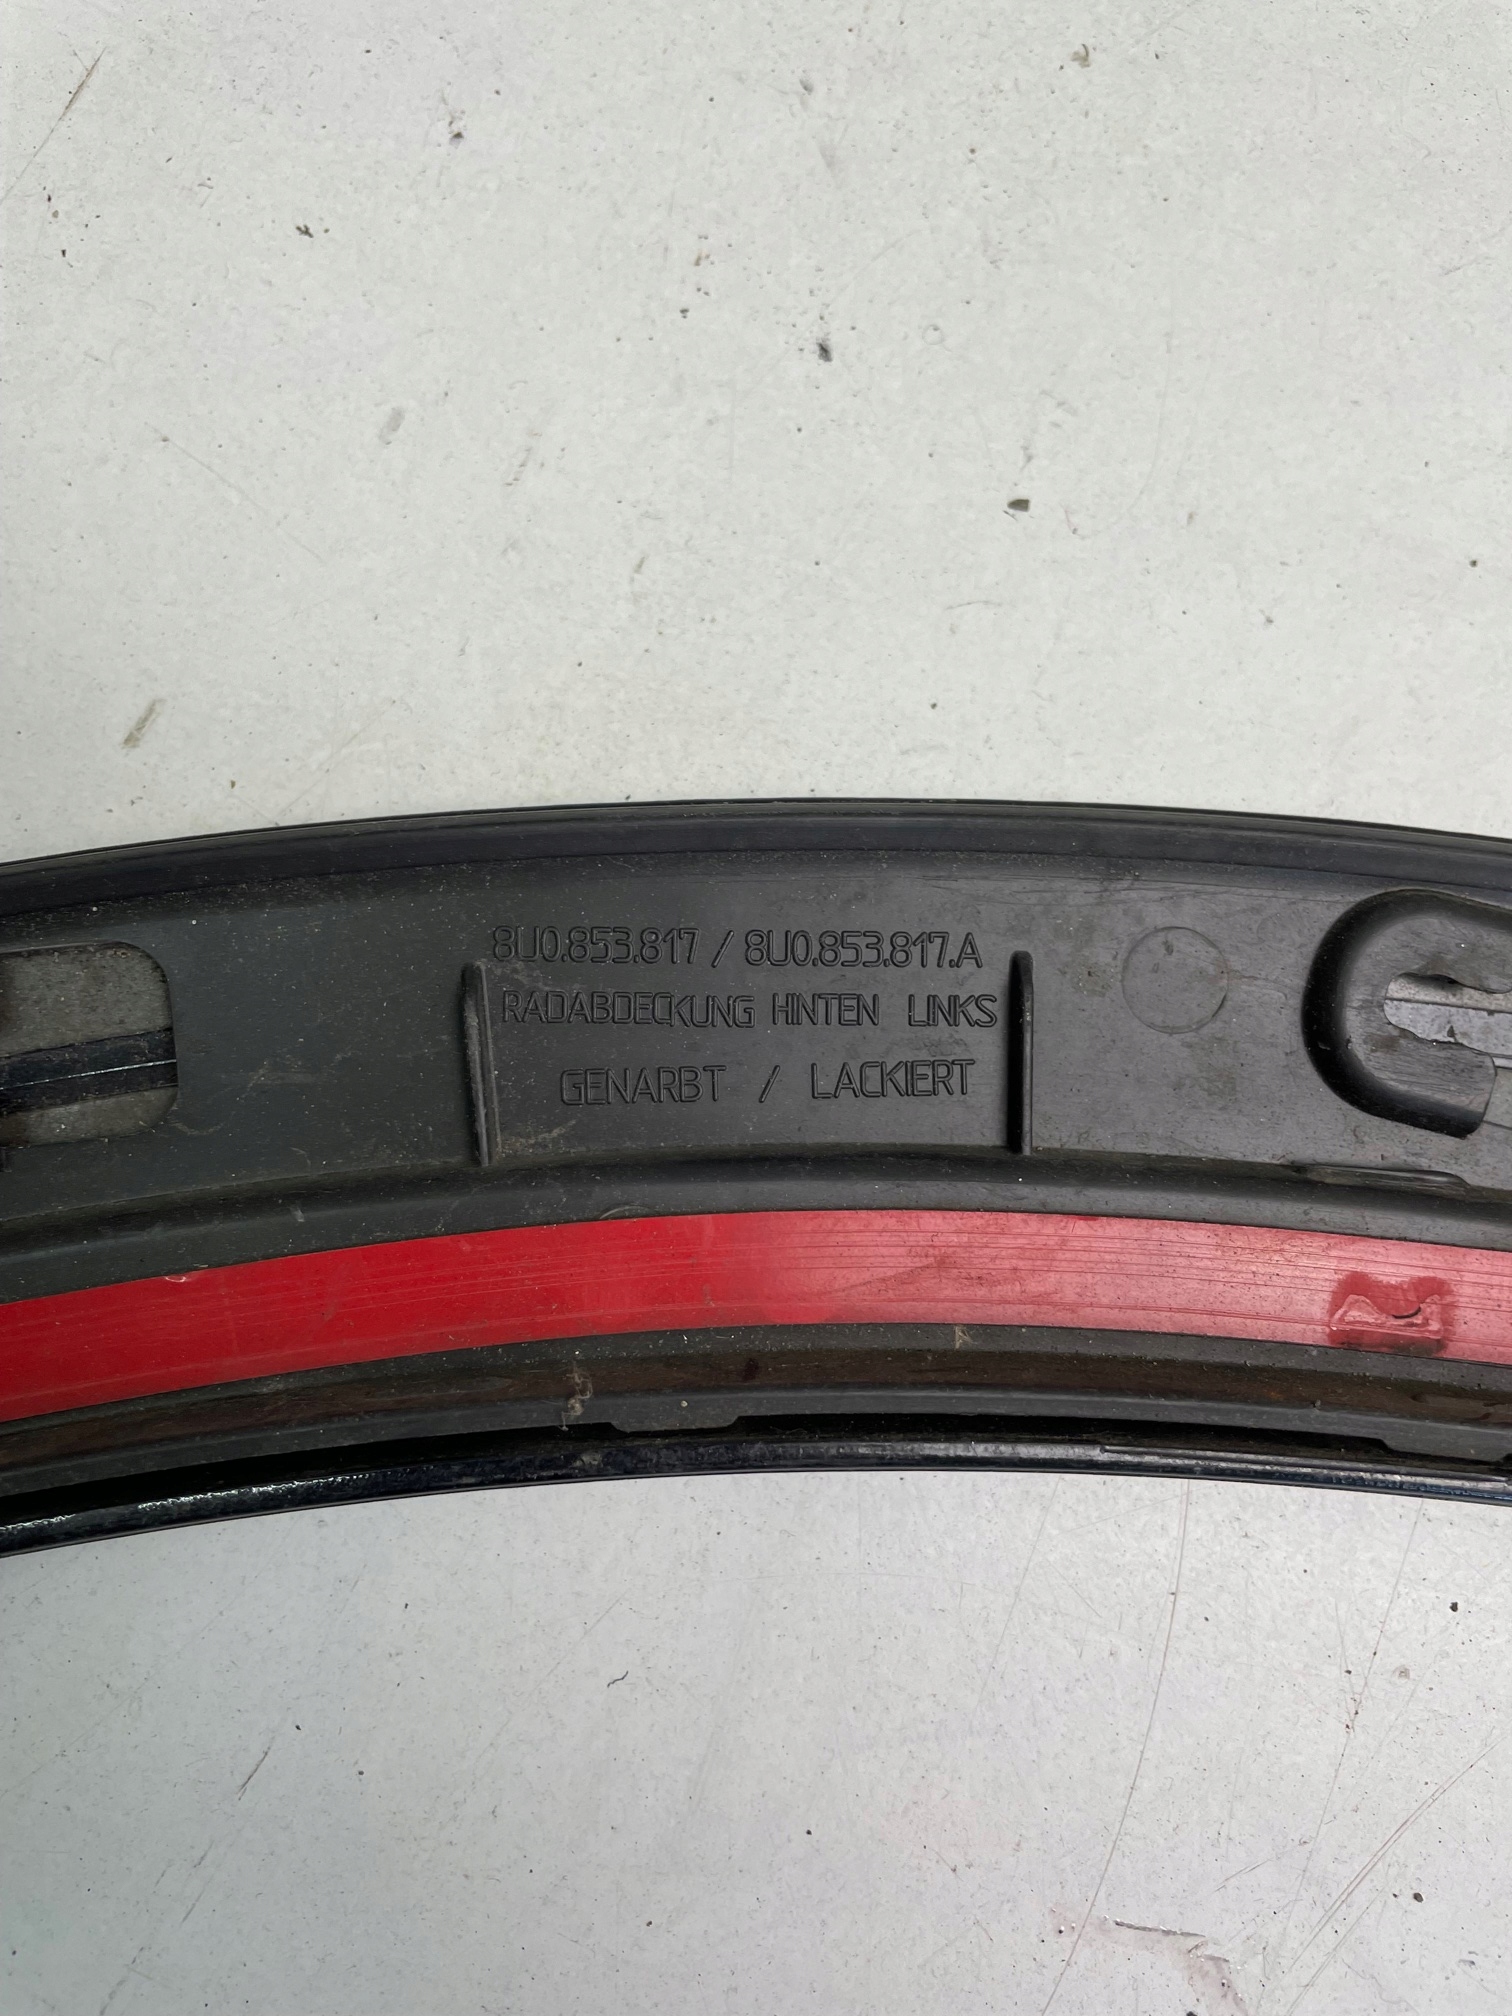 8U0.853.817 / 8U0.853.817.A
RADABDECKUNG HINTEN LINKS
GENARBT / LACKIERT